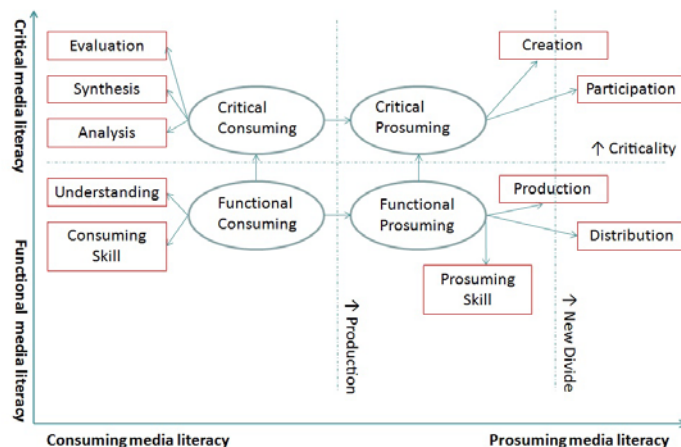 Critical media literacy
Functional media literacy
Evaluation
Synthesis
Analysis
Critical
Consuming
Critical
Prosuming
Creation
Participation
↑ Criticality
Understanding
Consuming
Skill
Functional
Consuming
Functional
Prosuming
Production
Distribution
Prosuming
Skill
↑ Production
↑ New Divide
Consuming media literacy
Prosuming media literacy